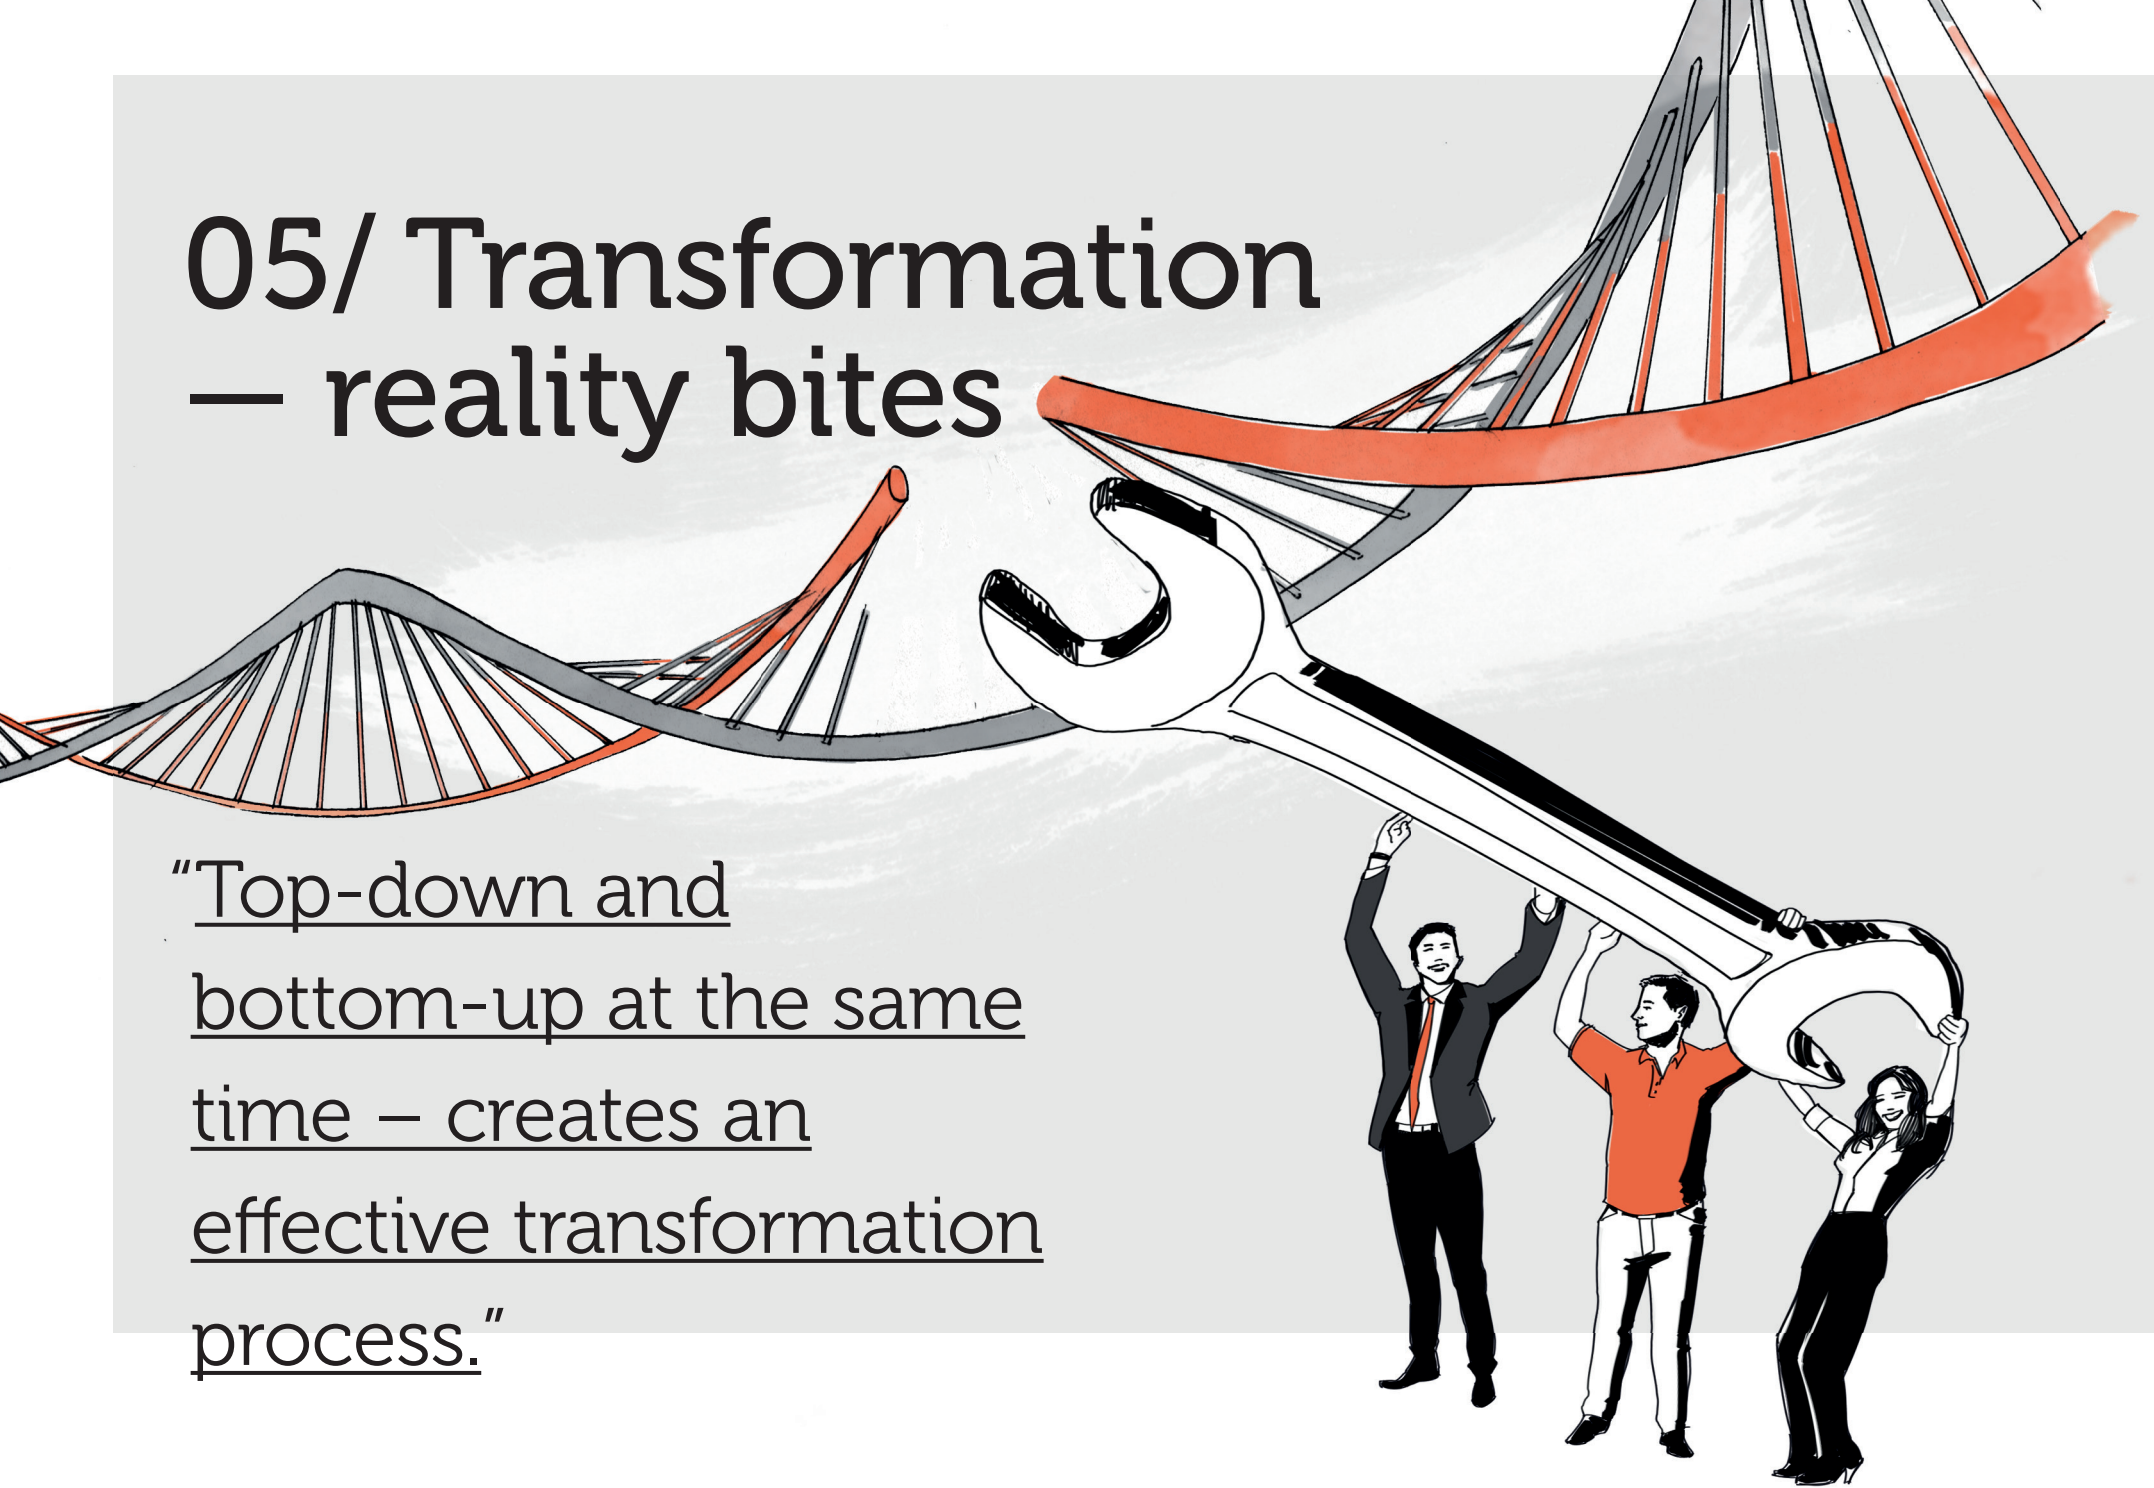 05/ Transformation
— reality bites
“Top-down and
bottom-up at the same
time – creates an
effective transformation
process.”